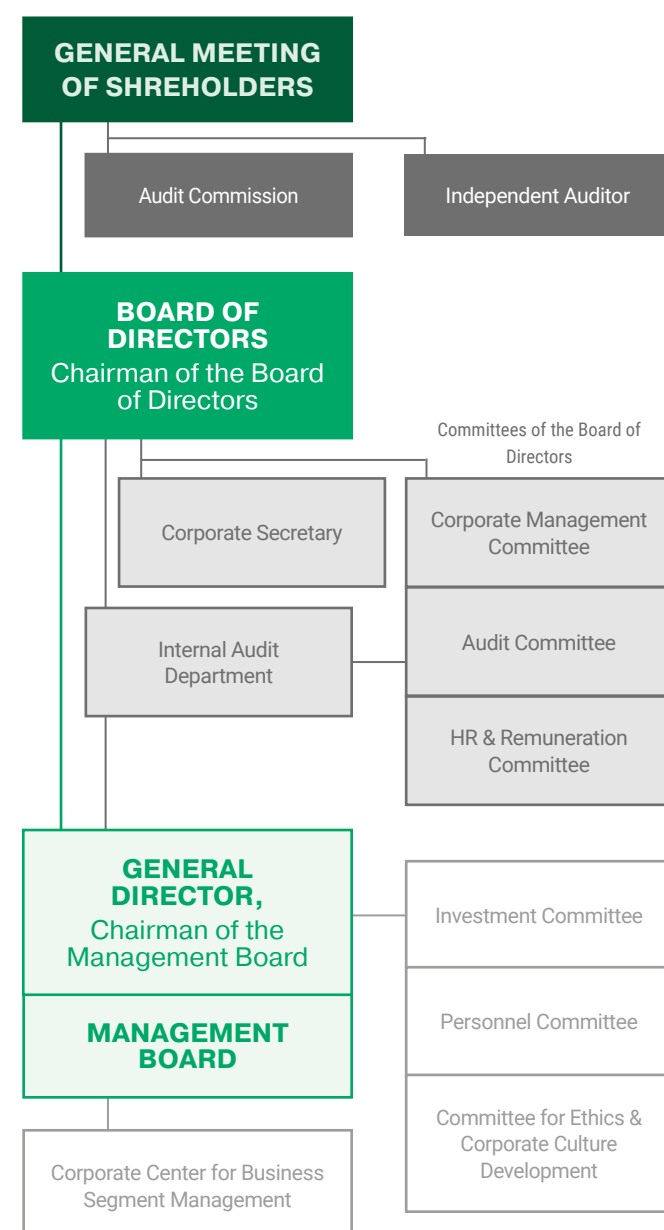 GENERAL MEETING
OF SHREHOLDERS
Audit Commission
Independent Auditor
BOARD OF
DIRECTORS
Chairman of the Board
of Directors
Committees of the Board of
Directors
Corporate Secretary
Corporate Management
Committee
Internal Audit
Department
Audit Committee
HR & Remuneration
Committee
GENERAL
DIRECTOR,
Chairman of the
Management Board
Investment Committee
MANAGEMENT
BOARD
Personnel Committee
Committee for Ethics &
Corporate Culture
Development
Corporate Center for Business
Segment Management